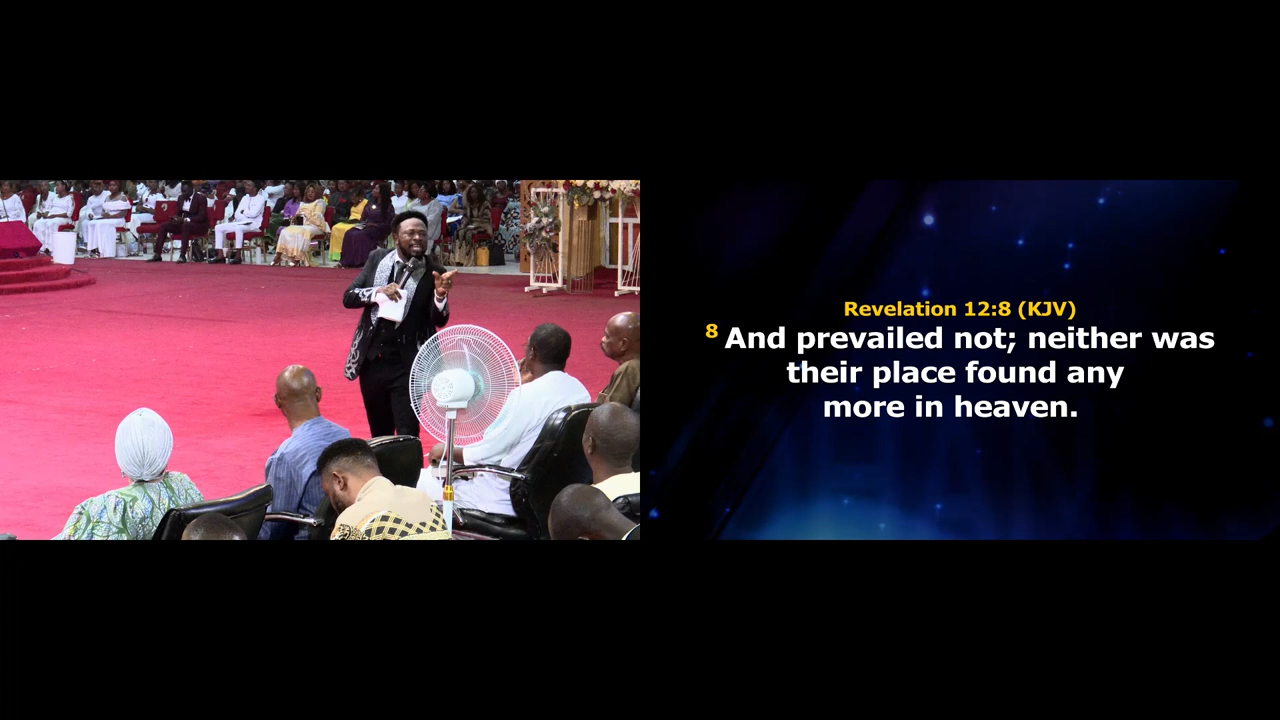 Revelation 12:8 (KJV)
8 And prevailed not; neither was
their place found any
more in heaven.